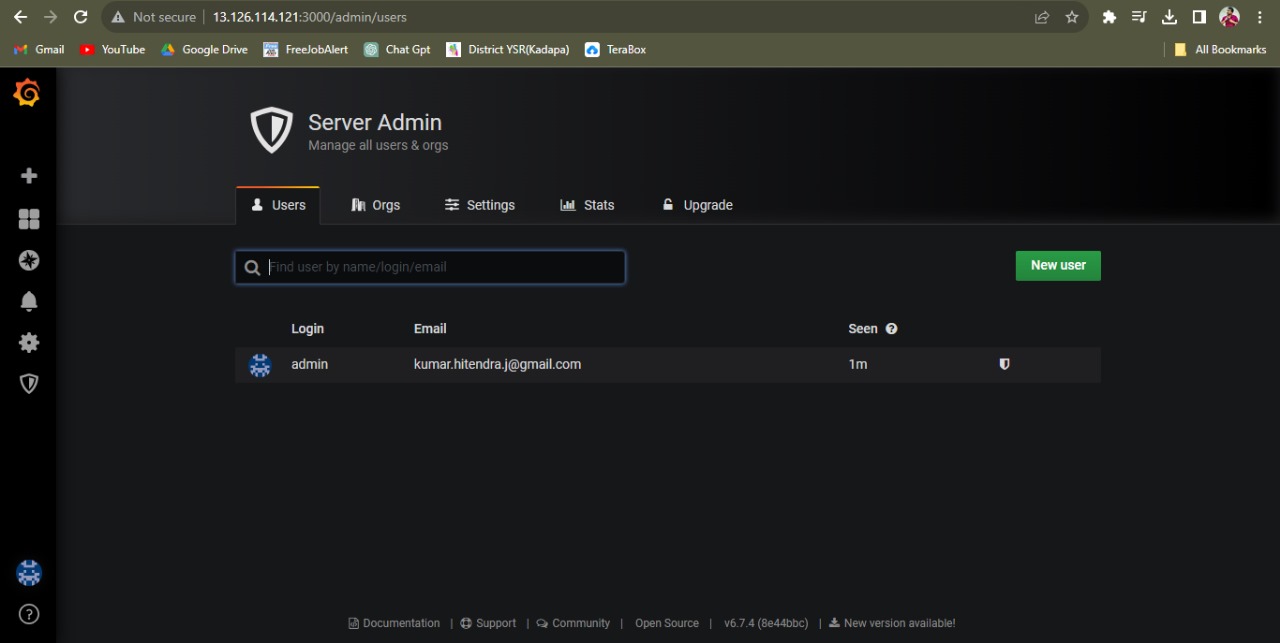 Not secure 13.126.114.121:3000/admin/users
Gmail YouTube Google Drive FreeJobAlert Chat Gpt District YSR(Kadapa) TeraBox All Bookmarks
Server Admin
Manage all users & orgs
Users Orgs Settings Stats Upgrade
Find user by name/login/email New user
Login Email Seen
admin kumar.hitendra.j@gmail.com 1m
Documentation | Support | Community | Open Source | v6.7.4 (8e44bbc) | New version available!